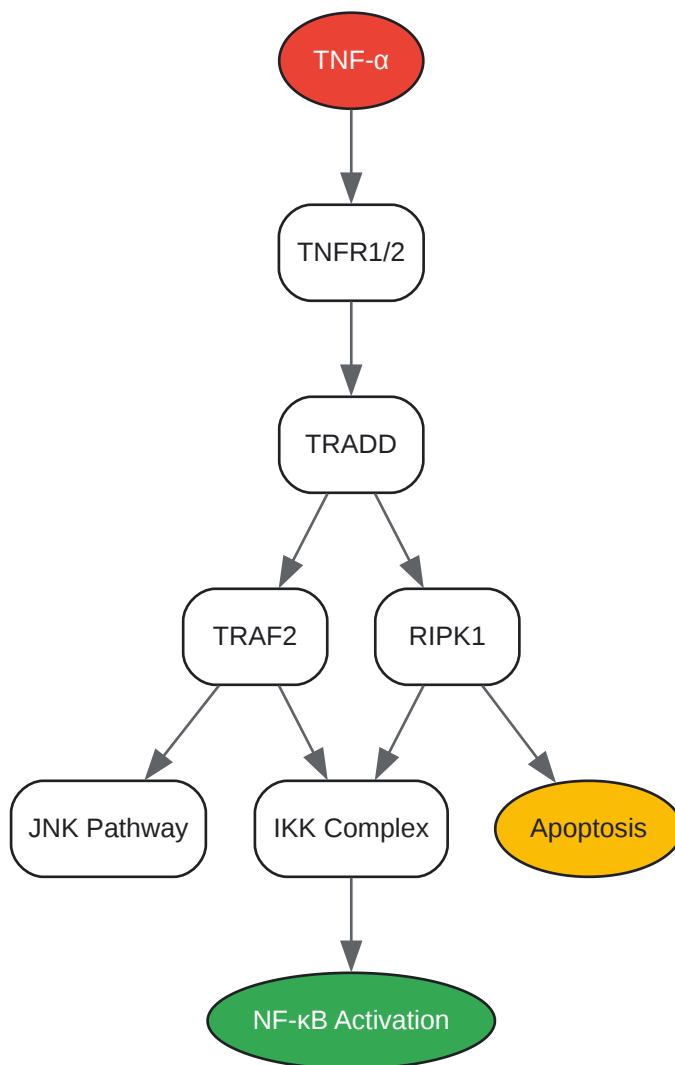 TNF-α
TNFR1/2
TRADD
TRAF2
RIPK1
JNK Pathway
IKK Complex
Apoptosis
NF-κB Activation